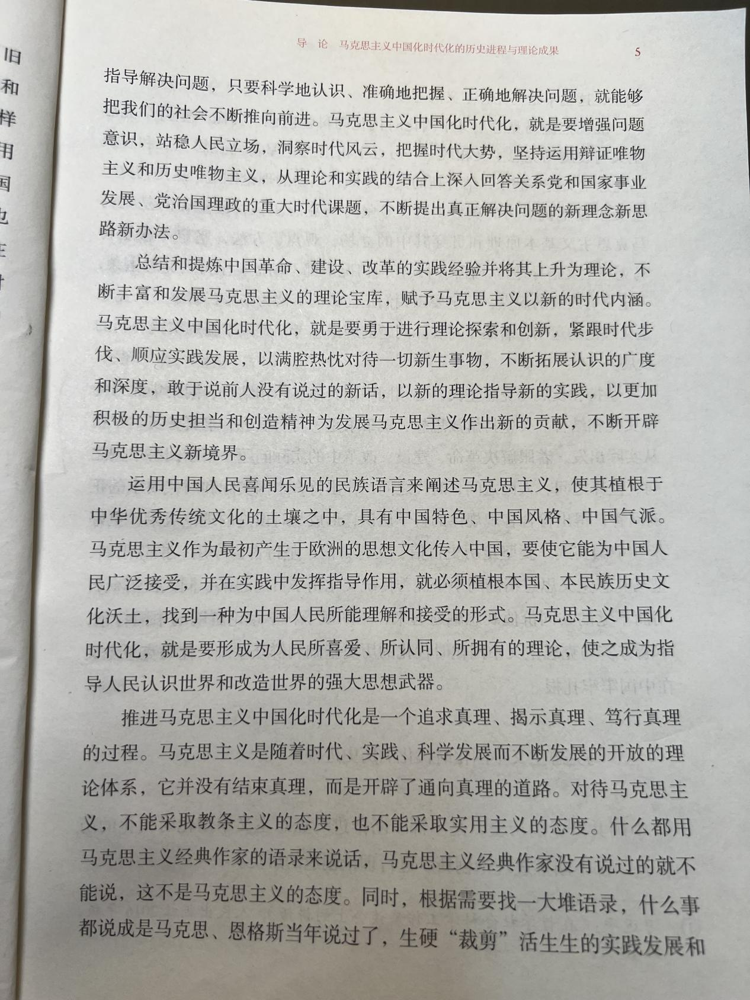 导　论　马克思主义中国化时代化的历史进程与理论成果　5
指导解决问题，只要科学地认识、准确地把握、正确地解决问题，就能够
把我们的社会不断推向前进。马克思主义中国化时代化，就是要增强问题
意识，站稳人民立场，洞察时代风云，把握时代大势，坚持运用辩证唯物
主义和历史唯物主义，从理论和实践的结合上深入回答关系党和国家事业
发展、党治国理政的重大时代课题，不断提出真正解决问题的新理念新思
路新办法。
总结和提炼中国革命、建设、改革的实践经验并将其上升为理论，不
断丰富和发展马克思主义的理论宝库，赋予马克思主义以新的时代内涵。
马克思主义中国化时代化，就是要勇于进行理论探索和创新，紧跟时代步
伐、顺应实践发展，以满腔热忱对待一切新生事物，不断拓展认识的广度
和深度，敢于说前人没有说过的新话，以新的理论指导新的实践，以更加
积极的历史担当和创造精神为发展马克思主义作出新的贡献，不断开辟
马克思主义新境界。
运用中国人民喜闻乐见的民族语言来阐述马克思主义，使其植根于
中华优秀传统文化的土壤之中，具有中国特色、中国风格、中国气派。
马克思主义作为最初产生于欧洲的思想文化传入中国，要使它能为中国人
民广泛接受，并在实践中发挥指导作用，就必须植根本国、本民族历史文
化沃土，找到一种为中国人民所能理解和接受的形式。马克思主义中国化
时代化，就是要形成为人民所喜爱、所认同、所拥有的理论，使之成为指
导人民认识世界和改造世界的强大思想武器。
推进马克思主义中国化时代化是一个追求真理、揭示真理、笃行真理
的过程。马克思主义是随着时代、实践、科学发展而不断发展的开放的理
论体系，它并没有结束真理，而是开辟了通向真理的道路。对待马克思主
义，不能采取教条主义的态度，也不能采取实用主义的态度。什么都用
马克思主义经典作家的语录来说话，马克思主义经典作家没有说过的就不
能说，这不是马克思主义的态度。同时，根据需要找一大堆语录，什么事
都说成是马克思、恩格斯当年说过了，生硬“裁剪”活生生的实践发展和
旧
和
样
用
国
也